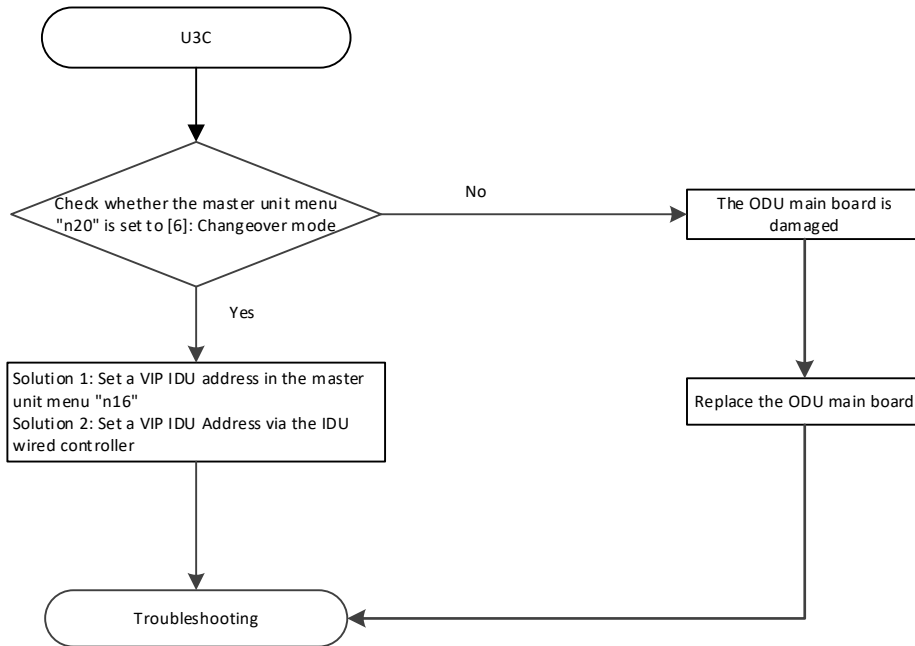 U3C
Check whether the master unit menu
"n20" is set to [6]: Changeover mode
No
The ODU main board is
damaged
Yes
Solution 1: Set a VIP IDU address in the master
unit menu "n16"
Solution 2: Set a VIP IDU Address via the IDU
wired controller
Replace the ODU main board
Troubleshooting